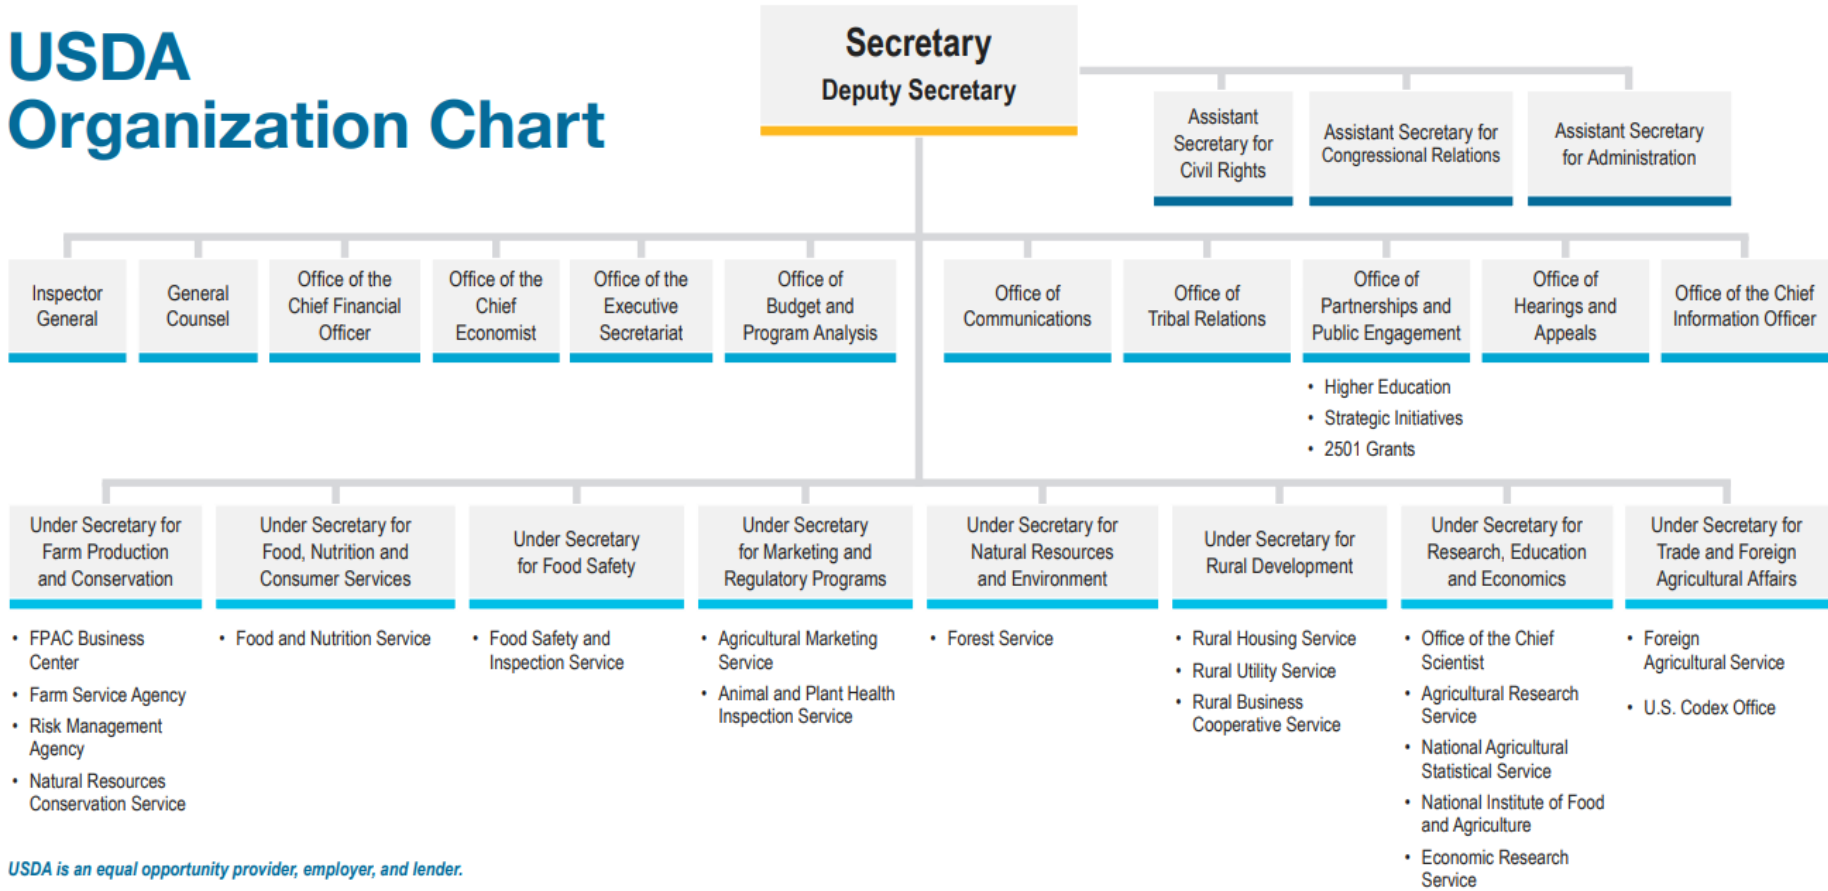 USDA
Organization Chart
Secretary
Deputy Secretary
Assistant
Secretary for
Civil Rights
Assistant Secretary for
Congressional Relations
Assistant Secretary
for Administration
Inspector
General
General
Counsel
Office of the
Chief Financial
Officer
Office of the
Chief
Economist
Office of the
Executive
Secretariat
Office of
Budget and
Program Analysis
Office of
Communications
Office of
Tribal Relations
Office of
Partnerships and
Public Engagement
• Higher Education
• Strategic Initiatives
• 2501 Grants
Office of
Hearings and
Appeals
Office of the Chief
Information Officer
Under Secretary for
Farm Production
and Conservation
• FPAC Business
Center
• Farm Service Agency
• Risk Management
Agency
• Natural Resources
Conservation Service
Under Secretary for
Food, Nutrition and
Consumer Services
• Food and Nutrition Service
Under Secretary
for Food Safety
• Food Safety and
Inspection Service
Under Secretary
for Marketing and
Regulatory Programs
• Agricultural Marketing
Service
• Animal and Plant Health
Inspection Service
Under Secretary for
Natural Resources
and Environment
• Forest Service
Under Secretary for
Rural Development
• Rural Housing Service
• Rural Utility Service
• Rural Business
Cooperative Service
Under Secretary for
Research, Education
and Economics
• Office of the Chief
Scientist
• Agricultural Research
Service
• National Agricultural
Statistical Service
• National Institute of Food
and Agriculture
• Economic Research
Service
Under Secretary for
Trade and Foreign
Agricultural Affairs
• Foreign
Agricultural Service
• U.S. Codex Office
USDA is an equal opportunity provider, employer, and lender.